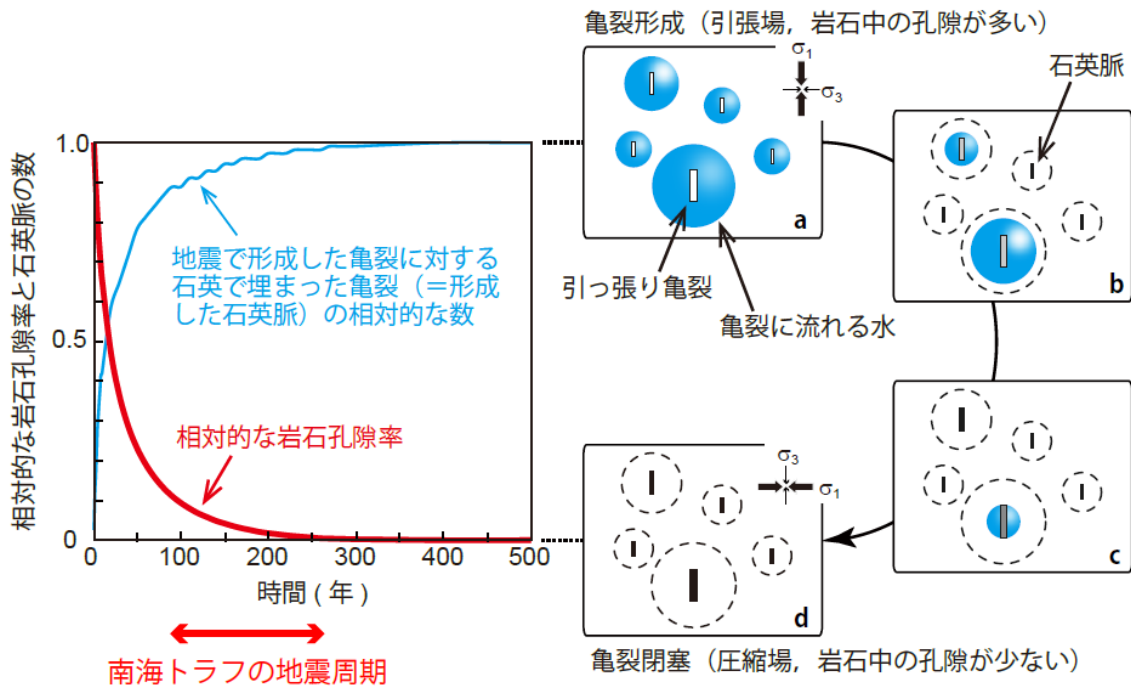 亀裂形成（引張場，岩石中の孔隙が多い）
σ1
σ3
石英脈
a
引っ張り亀裂
亀裂に流れる水
b
c
σ3
σ1
d
亀裂閉塞（圧縮場，岩石中の孔隙が少ない）
相対的な岩石孔隙率と石英脈の数
1.0
0.5
0
地震で形成した亀裂に対する
石英で埋まった亀裂（＝形成
した石英脈）の相対的な数
相対的な岩石孔隙率
0 100 200 300 400 500
時間 ( 年 )
南海トラフの地震周期